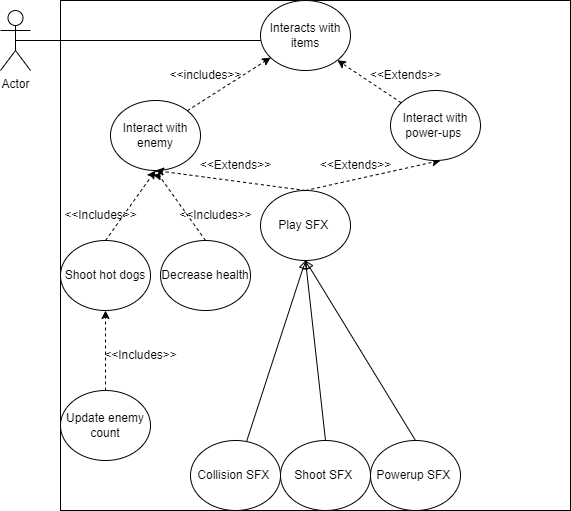 Interacts with
items
Actor
<<includes>>
<<Extends>>
Interact with
enemy
Interact with
power-ups
<<Extends>>
<<Extends>>
<<Includes>>
<<Includes>>
Play SFX
Shoot hot dogs
Decrease health
<<Includes>>
Update enemy
count
Collision SFX
Shoot SFX
Powerup SFX